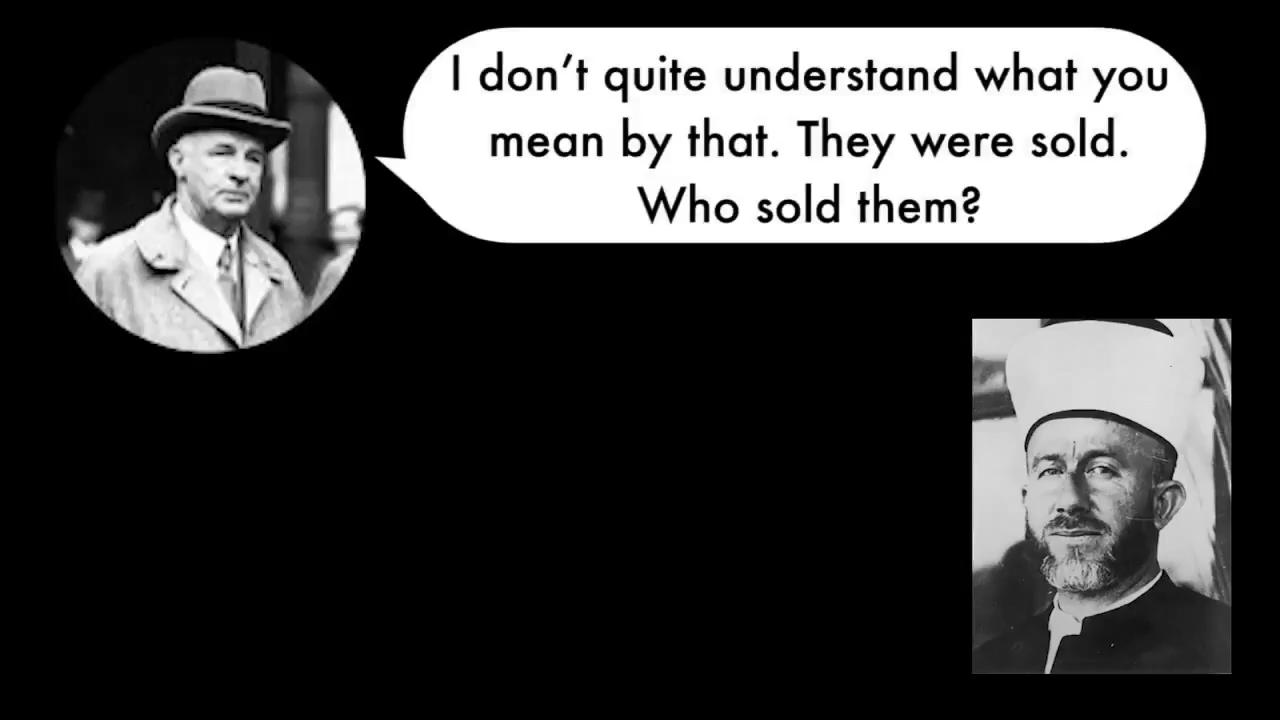 I don’t quite understand what you
mean by that. They were sold.
Who sold them?